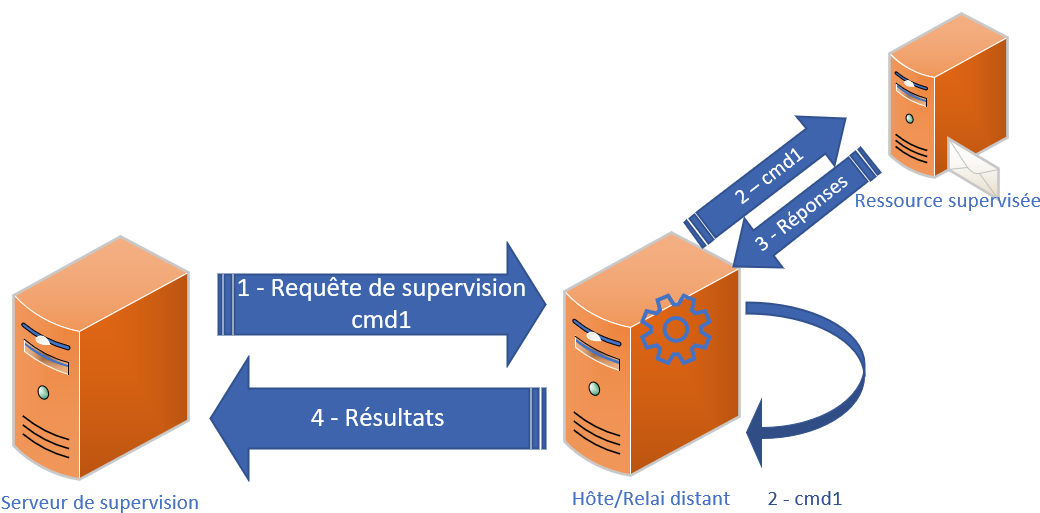 2 – cmd1
3 - Réponses
Ressource supervisée
1 - Requête de supervision
cmd1
4 - Résultats
Serveur de supervision
Hôte/Relai distant
2 - cmd1